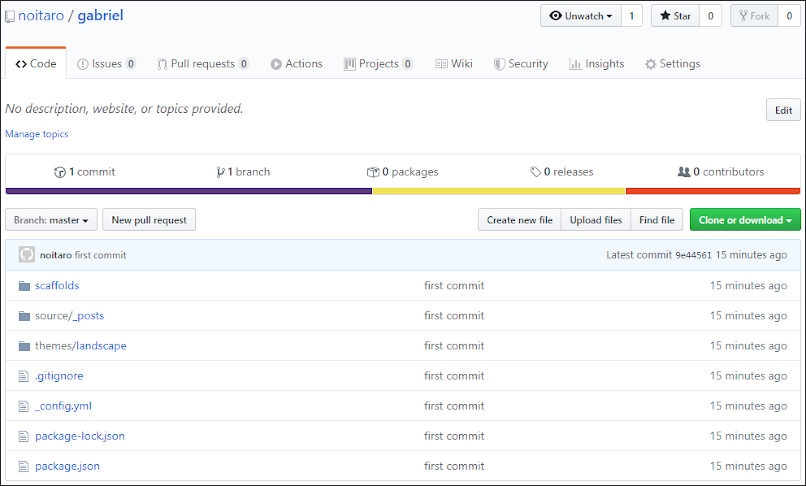 noitaro / gabriel
Unwatch 1 Star 0 Fork 0
Code Issues 0 Pull requests 0 Actions Projects 0 Wiki Security Insights Settings
No description, website, or topics provided. Edit
Manage topics
1 commit 1 branch 0 packages 0 releases 0 contributors
Branch: master New pull request Create new file Upload files Find file Clone or download
noitaro first commit Latest commit 9e44561 15 minutes ago
scaffolds first commit 15 minutes ago
source/_posts first commit 15 minutes ago
themes/landscape first commit 15 minutes ago
.gitignore first commit 15 minutes ago
_config.yml first commit 15 minutes ago
package-lock.json first commit 15 minutes ago
package.json first commit 15 minutes ago